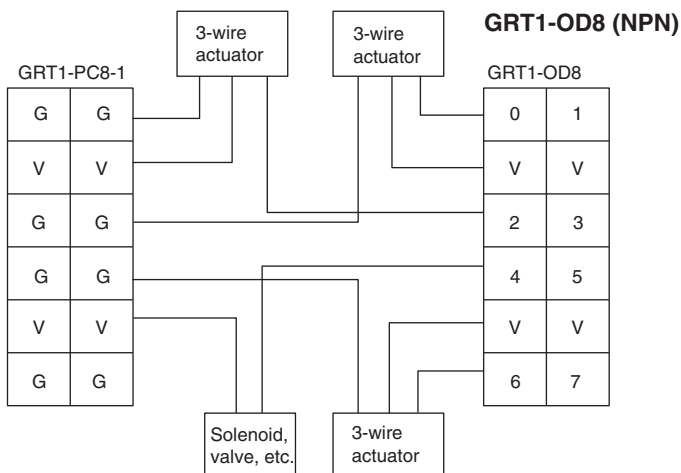 GRT1-OD8 (NPN)
3-wire
actuator
3-wire
actuator
GRT1-PC8-1
GRT1-OD8
G G
0 1
V V
V V
G G
2 3
G G
4 5
V V
V V
G G
6 7
Solenoid,
valve, etc.
3-wire
actuator